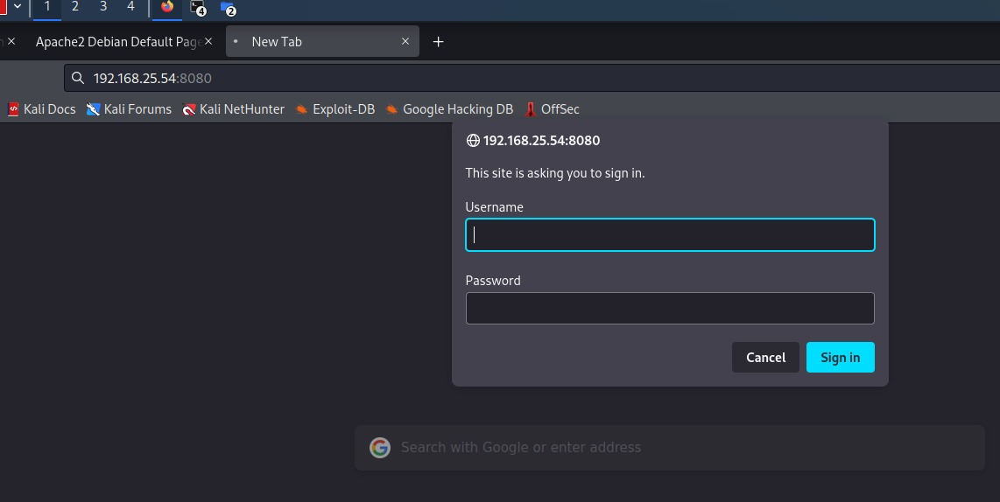 1 2 3 4 4 2
Apache2 Debian Default Page New Tab
192.168.25.54:8080
Kali Docs Kali Forums Kali NetHunter Exploit-DB Google Hacking DB OffSec
192.168.25.54:8080
This site is asking you to sign in.
Username
Password
Cancel Sign in
Search with Google or enter address